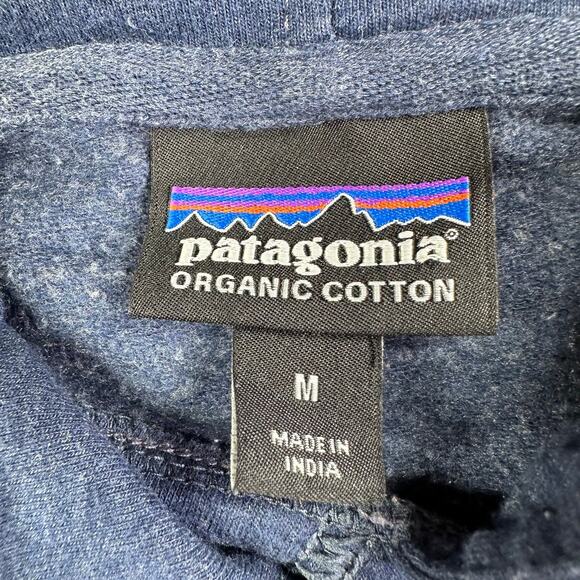 patagonia®
ORGANIC COTTON
M
MADE IN
INDIA